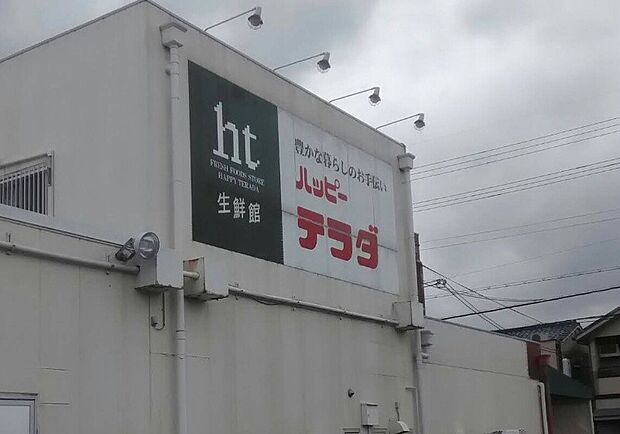 ht
FRESH FOODS STORE
HAPPY TERADA
生鮮館
豊かな暮らしのお手伝い
ハッピー
テラダ